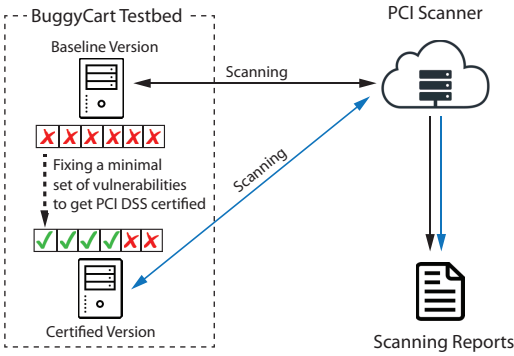 BuggyCart Testbed
PCI Scanner
Baseline Version
Scanning
Fixing a minimal
set of vulnerabilities
to get PCI DSS certified
Scanning
Certified Version
Scanning Reports